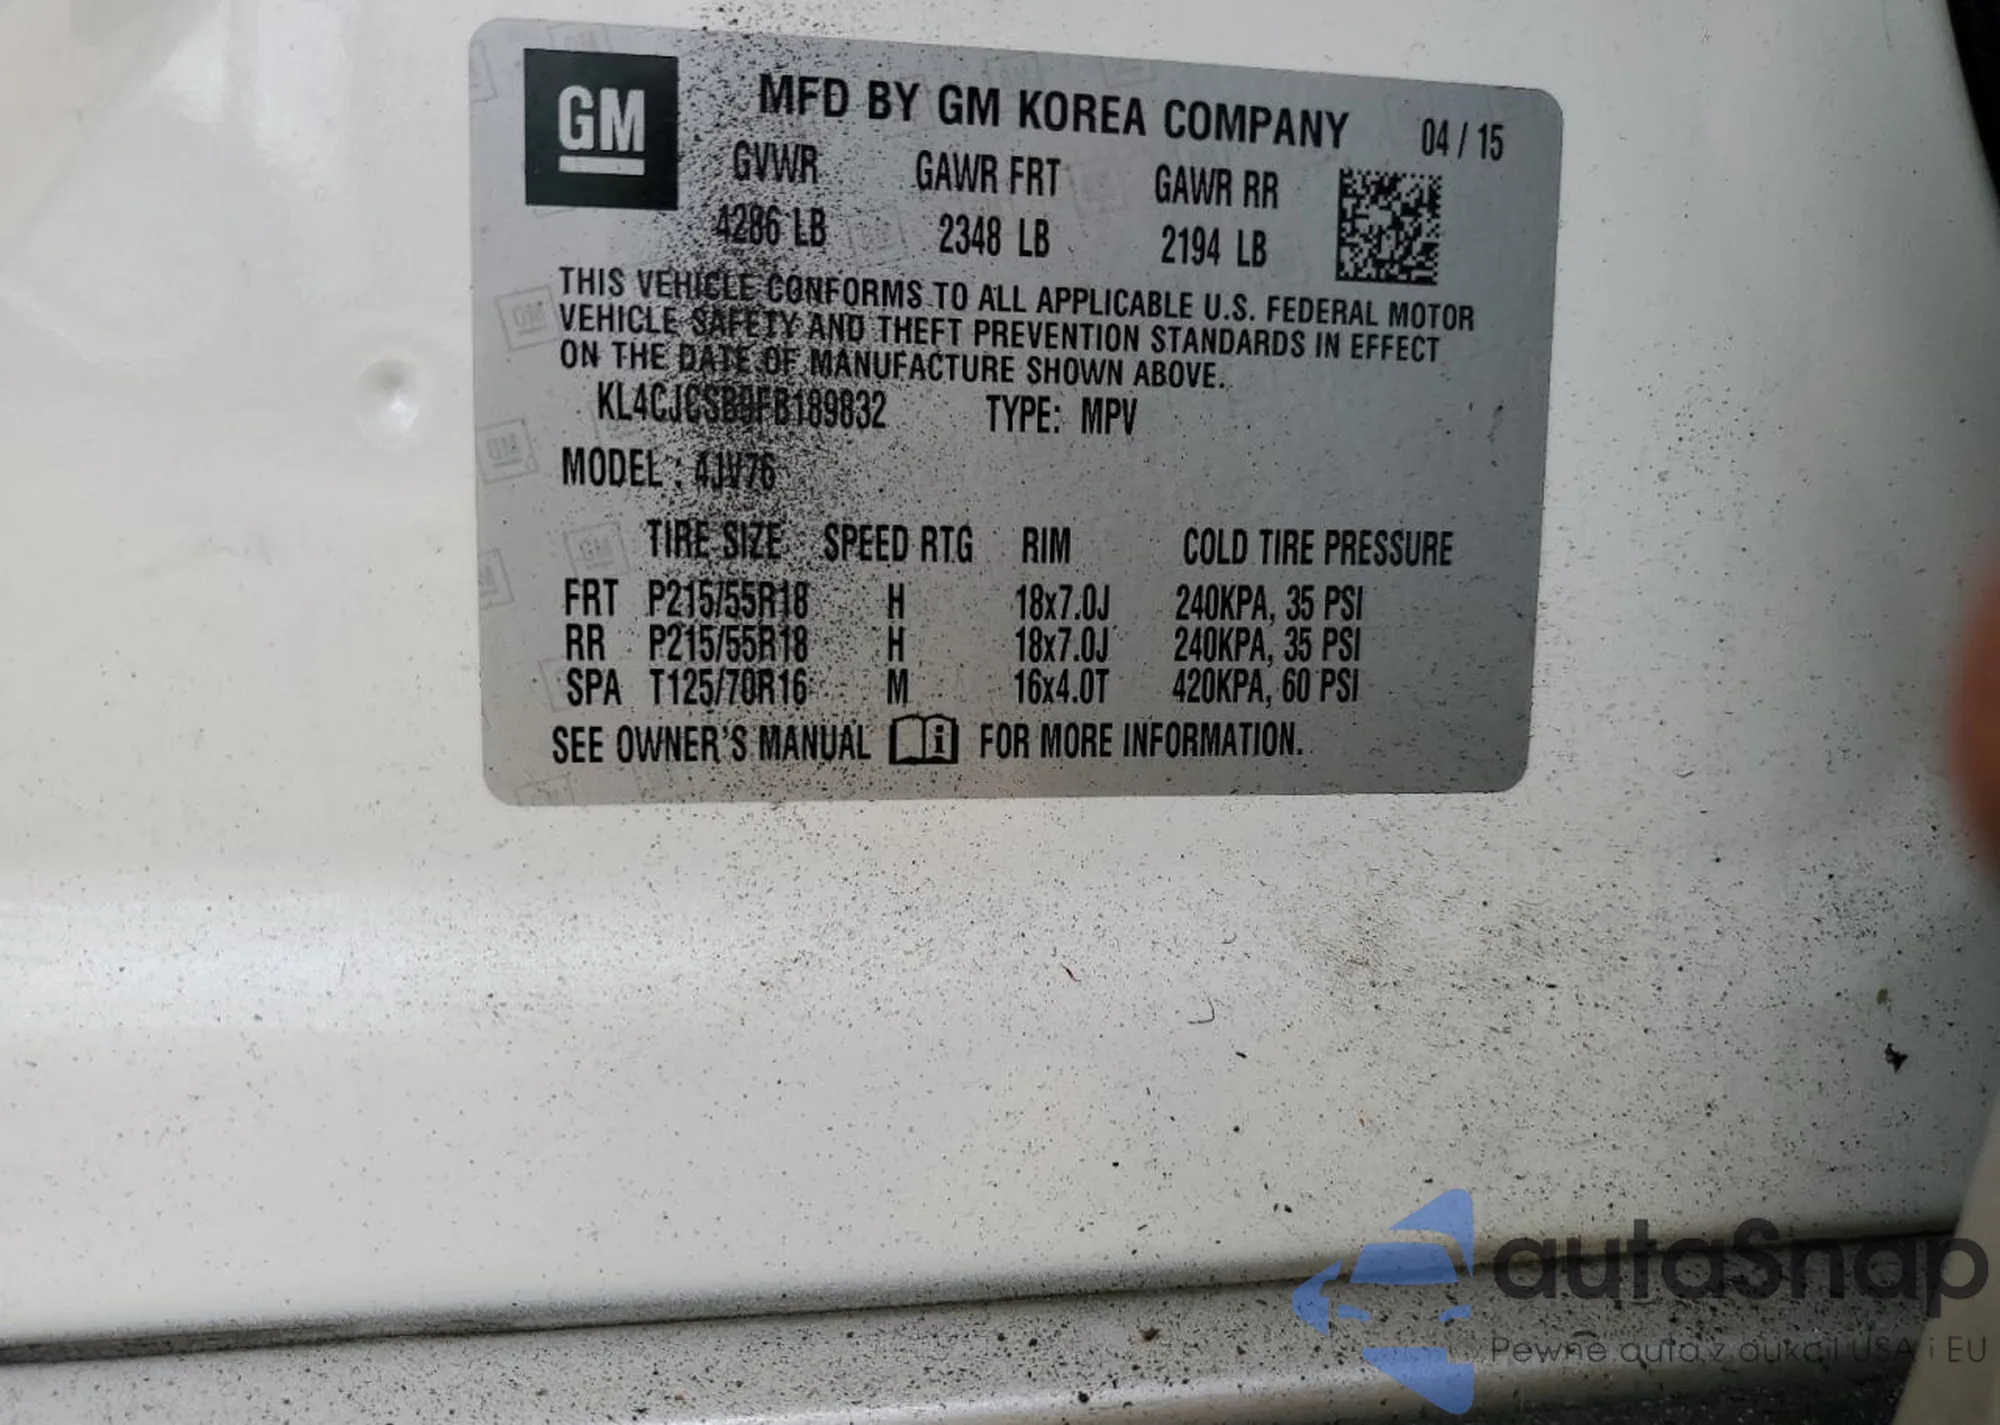 GM
MFD BY GM KOREA COMPANY 04 / 15
GVWR GAWR FRT GAWR RR
4286 LB 2348 LB 2194 LB
THIS VEHICLE CONFORMS TO ALL APPLICABLE U.S. FEDERAL MOTOR
VEHICLE SAFETY AND THEFT PREVENTION STANDARDS IN EFFECT
ON THE DATE OF MANUFACTURE SHOWN ABOVE.
KL4CJCSB9FB189832 TYPE: MPV
MODEL : 4JV76
TIRE SIZE SPEED RTG RIM COLD TIRE PRESSURE
FRT P215/55R18 H 18x7.0J 240KPA, 35 PSI
RR P215/55R18 H 18x7.0J 240KPA, 35 PSI
SPA T125/70R16 M 16x4.0T 420KPA, 60 PSI
SEE OWNER'S MANUAL FOR MORE INFORMATION.
autaSnap
Pewne auta z aukcji USA i EU